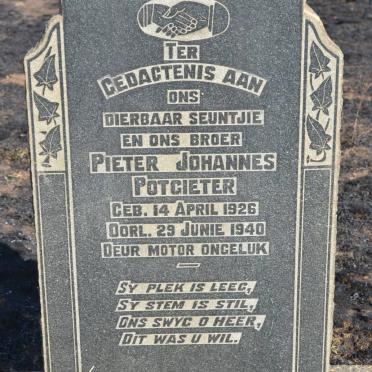 TER
GEDACTENIS AAN
ONS
DIERBAAR SEUNTJIE
EN ONS BROER
PIETER JOHANNES
POTGIETER
GEB. 14 APRIL 1926
OORL. 29 JUNIE 1940
DEUR MOTOR ONGELUK
SY PLEK IS LEEG,
SY STEM IS STIL,
ONS SWYG O HEER,
DIT WAS U WIL.